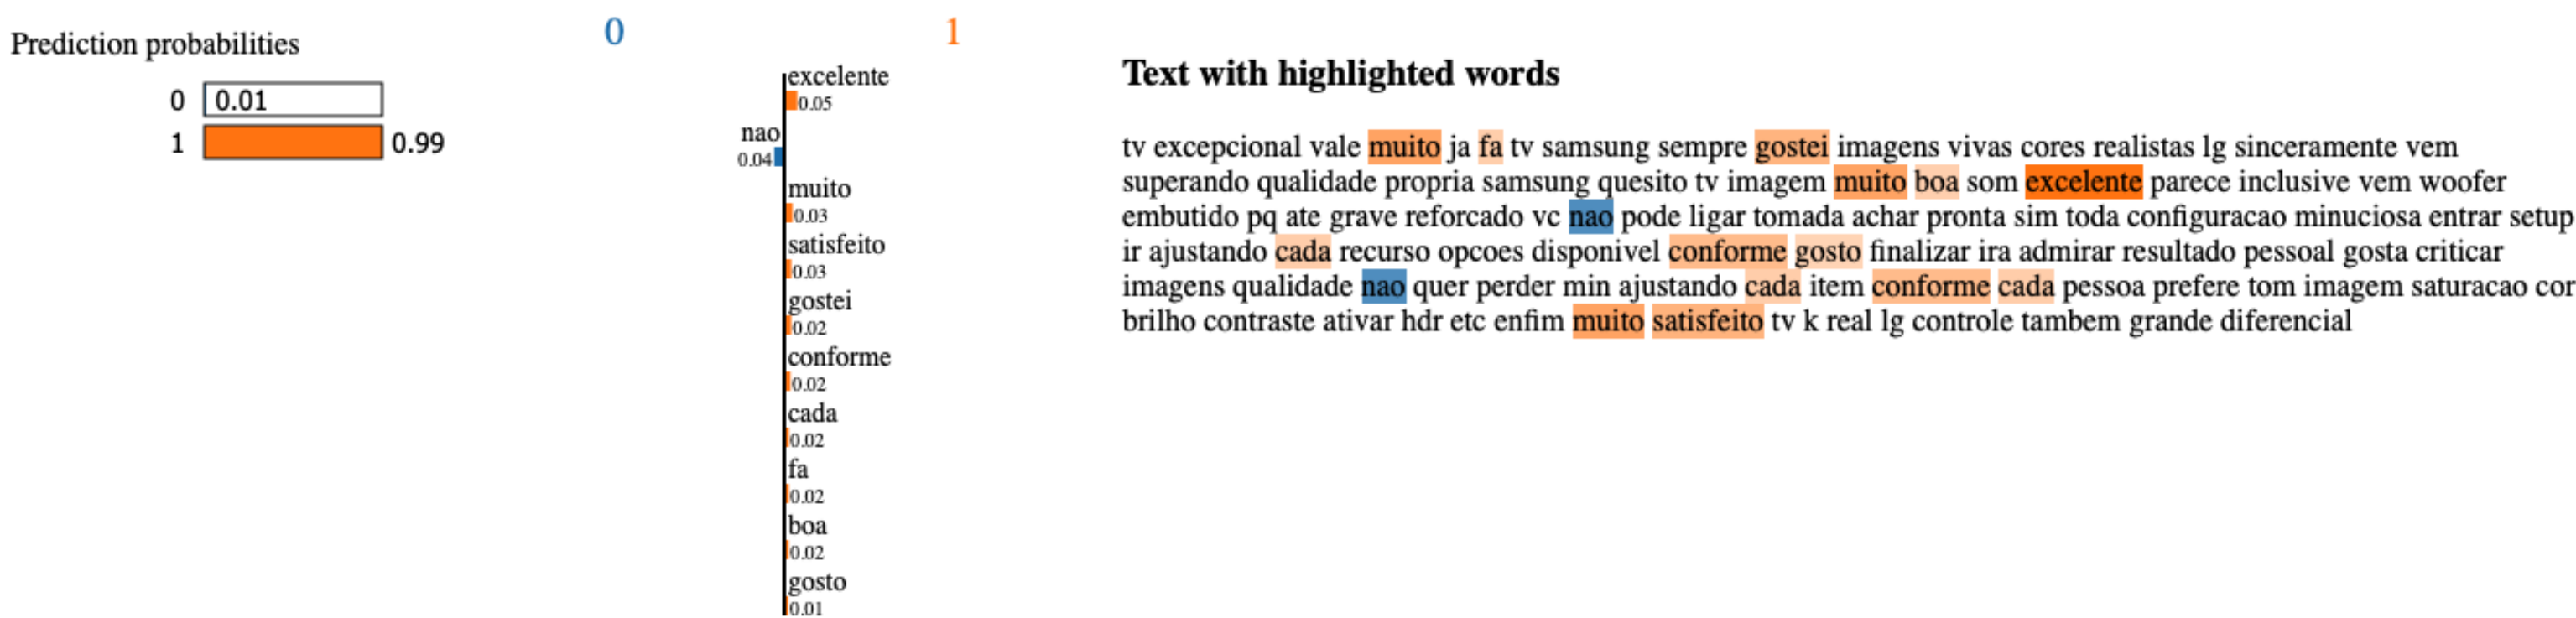 Prediction probabilities
0 0.01
1 0.99
0 1
excelente
0.05
nao
0.04
muito
0.03
satisfeito
0.03
gostei
0.02
conforme
0.02
cada
0.02
fa
0.02
boa
0.02
gosto
0.01
Text with highlighted words
tv excepcional vale muito ja fa tv samsung sempre gostei imagens vivas cores realistas lg sinceramente vem
superando qualidade propria samsung quesito tv imagem muito boa som excelente parece inclusive vem woofer
embutido pq ate grave reforcado vc nao pode ligar tomada achar pronta sim toda configuracao minuciosa entrar setup
ir ajustando cada recurso opcoes disponivel conforme gosto finalizar ira admirar resultado pessoal gosta criticar
imagens qualidade nao quer perder min ajustando cada item conforme cada pessoa prefere tom imagem saturacao cor
brilho contraste ativar hdr etc enfim muito satisfeito tv k real lg controle tambem grande diferencial